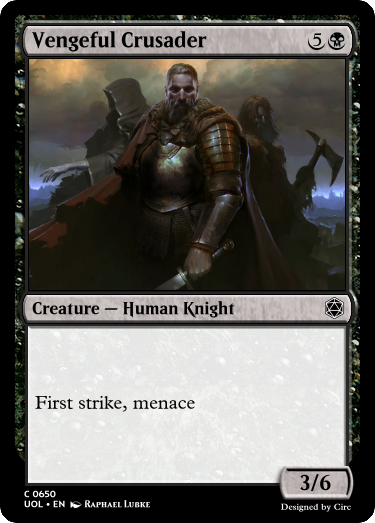 Vengeful Crusader 5
Creature — Human Knight
First strike, menace
3/6
C 0650
UOL • EN Raphael Lubke
Designed by Circ